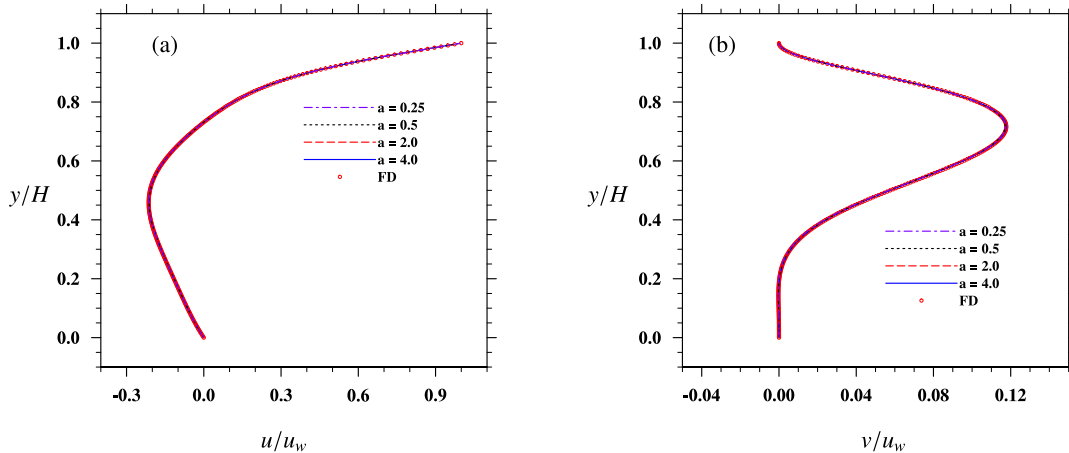 (a)
1.0
0.8
0.6
0.4
0.2
0.0
y/H
a = 0.25
a = 0.5
a = 2.0
a = 4.0
FD
-0.3
0.0
0.3
0.6
0.9
u/u_w
(b)
1.0
0.8
0.6
0.4
0.2
0.0
y/H
a = 0.25
a = 0.5
a = 2.0
a = 4.0
FD
-0.04
0.00
0.04
0.08
0.12
v/u_w